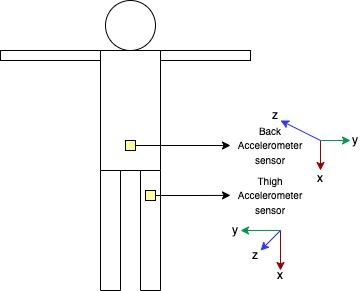 z
Back
Accelerometer
sensor
y
x
Thigh
Accelerometer
sensor
y
z
x